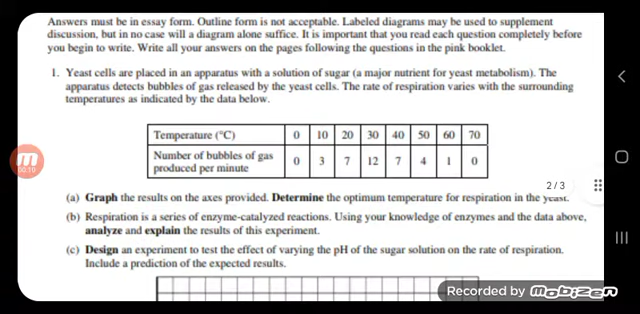 Answers must be in essay form. Outline form is not acceptable. Labeled diagrams may be used to supplement
discussion, but in no case will a diagram alone suffice. It is important that you read each question completely before
you begin to write. Write all your answers on the pages following the questions in the pink booklet.
1. Yeast cells are placed in an apparatus with a solution of sugar (a major nutrient for yeast metabolism). The
apparatus detects bubbles of gas released by the yeast cells. The rate of respiration varies with the surrounding
temperatures as indicated by the data below.
Temperature (°C) 0 10 20 30 40 50 60 70
Number of bubbles of gas
produced per minute 0 3 7 12 7 4 1 0
m
00:10
2 / 3
(a) Graph the results on the axes provided. Determine the optimum temperature for respiration in the yeast.
(b) Respiration is a series of enzyme-catalyzed reactions. Using your knowledge of enzymes and the data above,
analyze and explain the results of this experiment.
(c) Design an experiment to test the effect of varying the pH of the sugar solution on the rate of respiration.
Include a prediction of the expected results.
Recorded by Mobizen